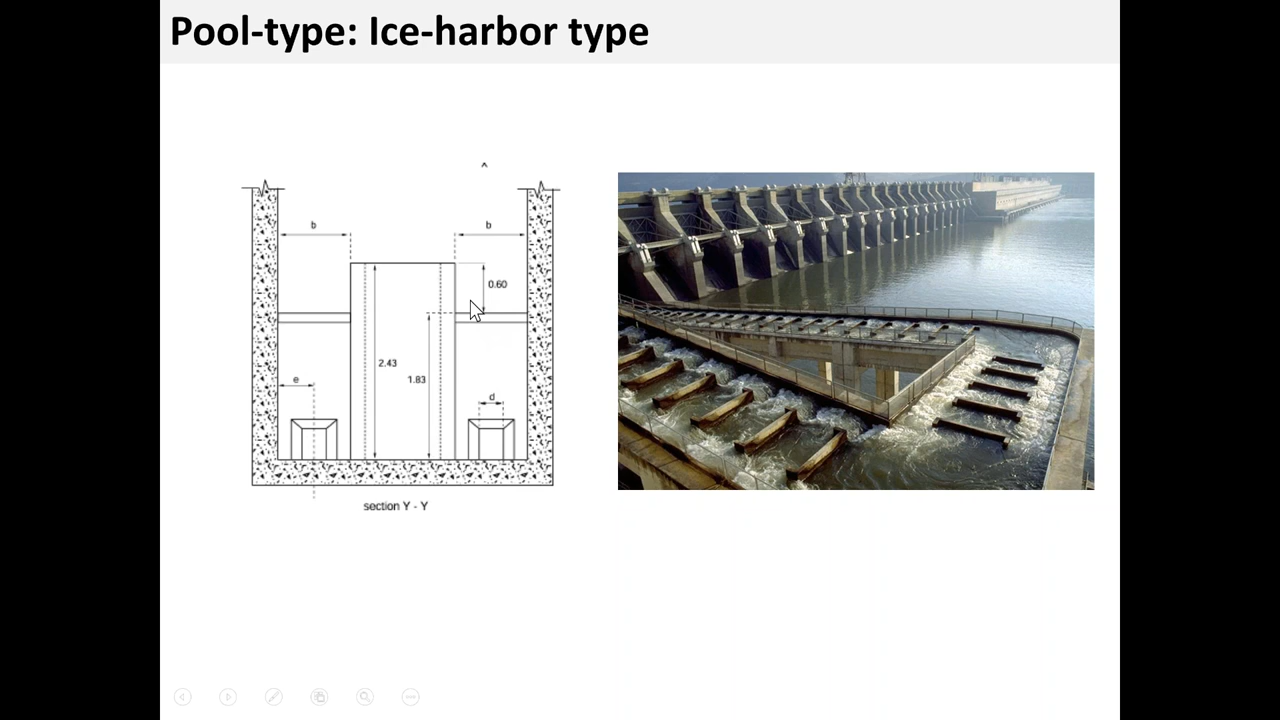 Pool-type: Ice-harbor type
b
b
0.60
2.43
1.83
e
d
section Y - Y